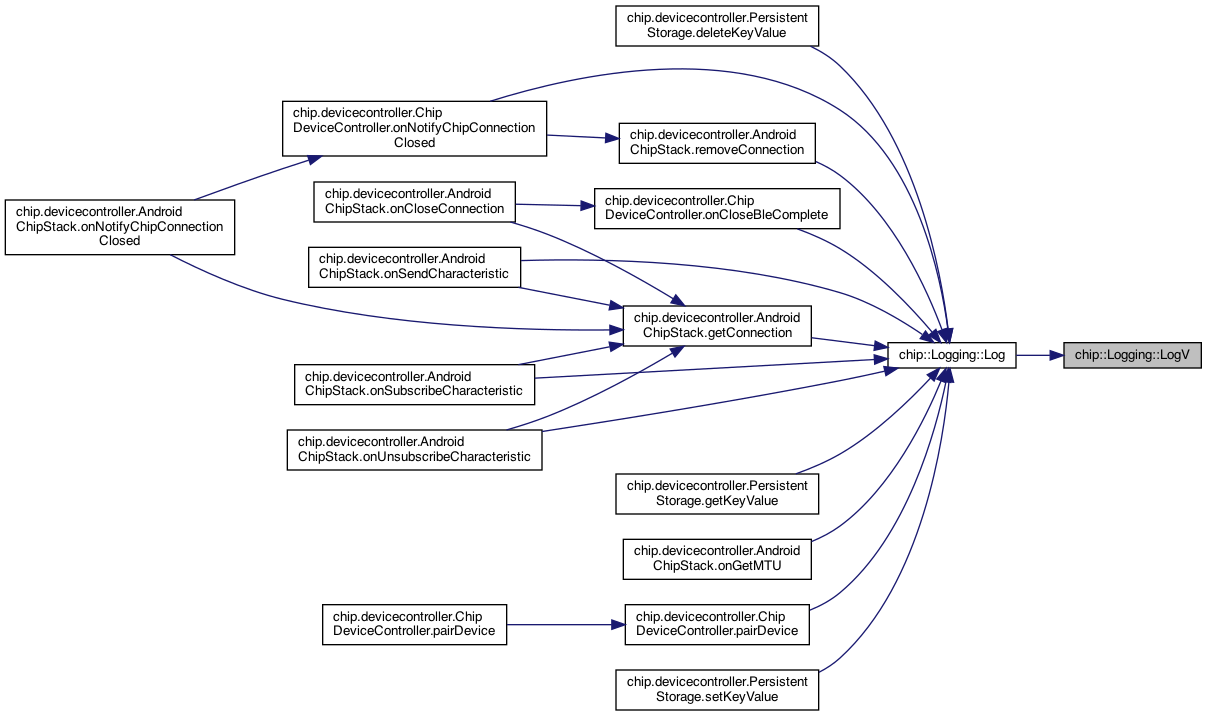 chip.devicecontroller.Persistent
Storage.deleteKeyValue
chip.devicecontroller.Chip
DeviceController.onNotifyChipConnection
Closed
chip.devicecontroller.Android
ChipStack.removeConnection
chip.devicecontroller.Android
ChipStack.onCloseConnection
chip.devicecontroller.Chip
DeviceController.onCloseBleComplete
chip.devicecontroller.Android
ChipStack.onNotifyChipConnection
Closed
chip.devicecontroller.Android
ChipStack.onSendCharacteristic
chip.devicecontroller.Android
ChipStack.getConnection
chip::Logging::Log
chip::Logging::LogV
chip.devicecontroller.Android
ChipStack.onSubscribeCharacteristic
chip.devicecontroller.Android
ChipStack.onUnsubscribeCharacteristic
chip.devicecontroller.Persistent
Storage.getKeyValue
chip.devicecontroller.Android
ChipStack.onGetMTU
chip.devicecontroller.Chip
DeviceController.pairDevice
chip.devicecontroller.Chip
DeviceController.pairDevice
chip.devicecontroller.Persistent
Storage.setKeyValue